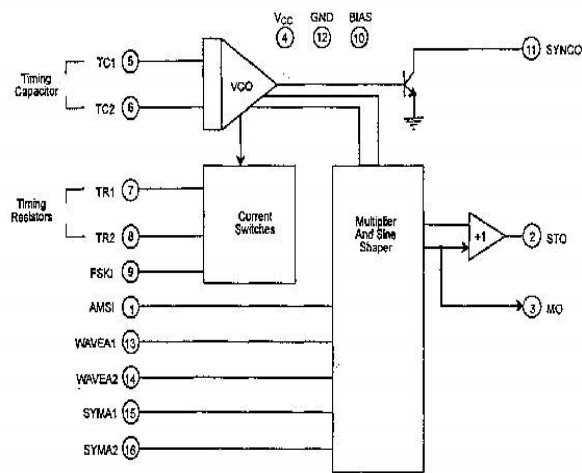 VCC GND BIAS
4 12 10
11 SYNCO
TC1 5
Timing
Capacitor
VCO
TC2 6
TR1 7
Timing
Resistors
Current
Switches
Multiplier
And Sine
Shaper
TR2 8
+1
2 STO
FSKI 9
AMSI 1
3 MO
WAVEA1 13
WAVEA2 14
SYMA1 15
SYMA2 16